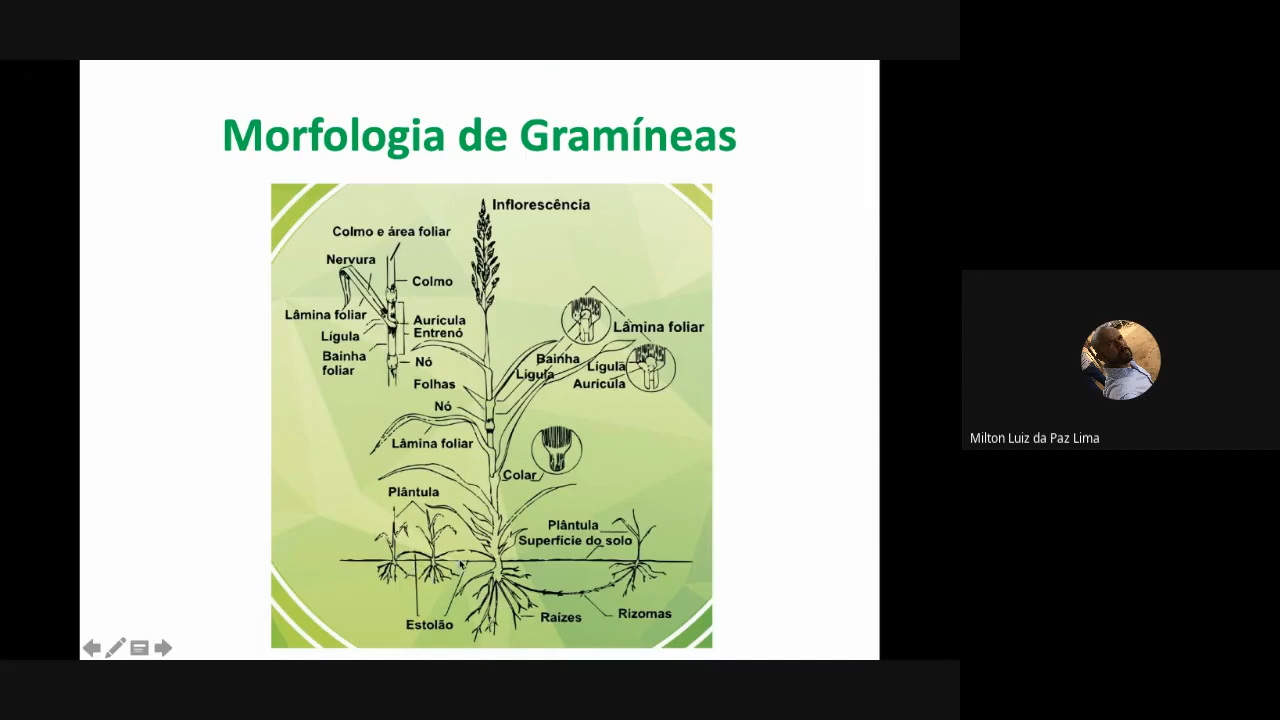 Morfologia de Gramíneas
Inflorescência
Colmo e área foliar
Nervura
Colmo
Lâmina foliar
Aurícula
Lígula
Entrenó
Bainha
foliar
Nó
Folhas
Nó
Lâmina foliar
Lâmina foliar
Bainha
Lígula
Lígula
Aurícula
Colar
Plântula
Plântula
Superfície do solo
Estolão
Raízes
Rizomas
Milton Luiz da Paz Lima